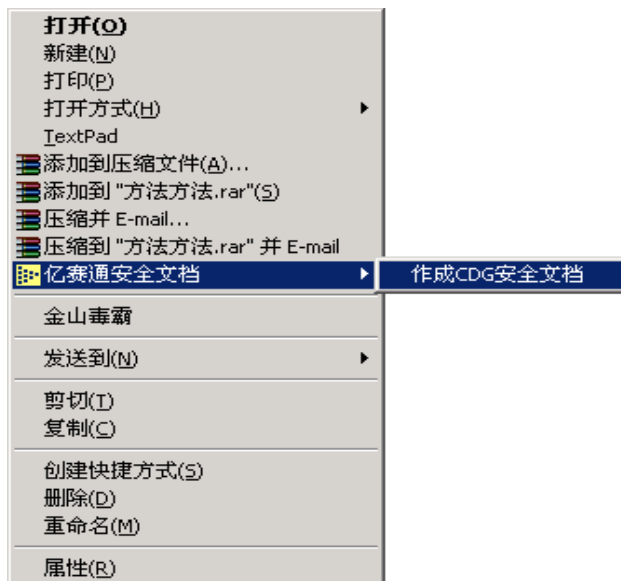 打开(O)
新建(N)
打印(P)
打开方式(H)
TextPad
添加到压缩文件(A)...
添加到 "方法方法.rar"(S)
压缩并 E-mail...
压缩到 "方法方法.rar" 并 E-mail
亿赛通安全文档 作成CDG安全文档
金山毒霸
发送到(N)
剪切(T)
复制(C)
创建快捷方式(S)
删除(D)
重命名(M)
属性(R)